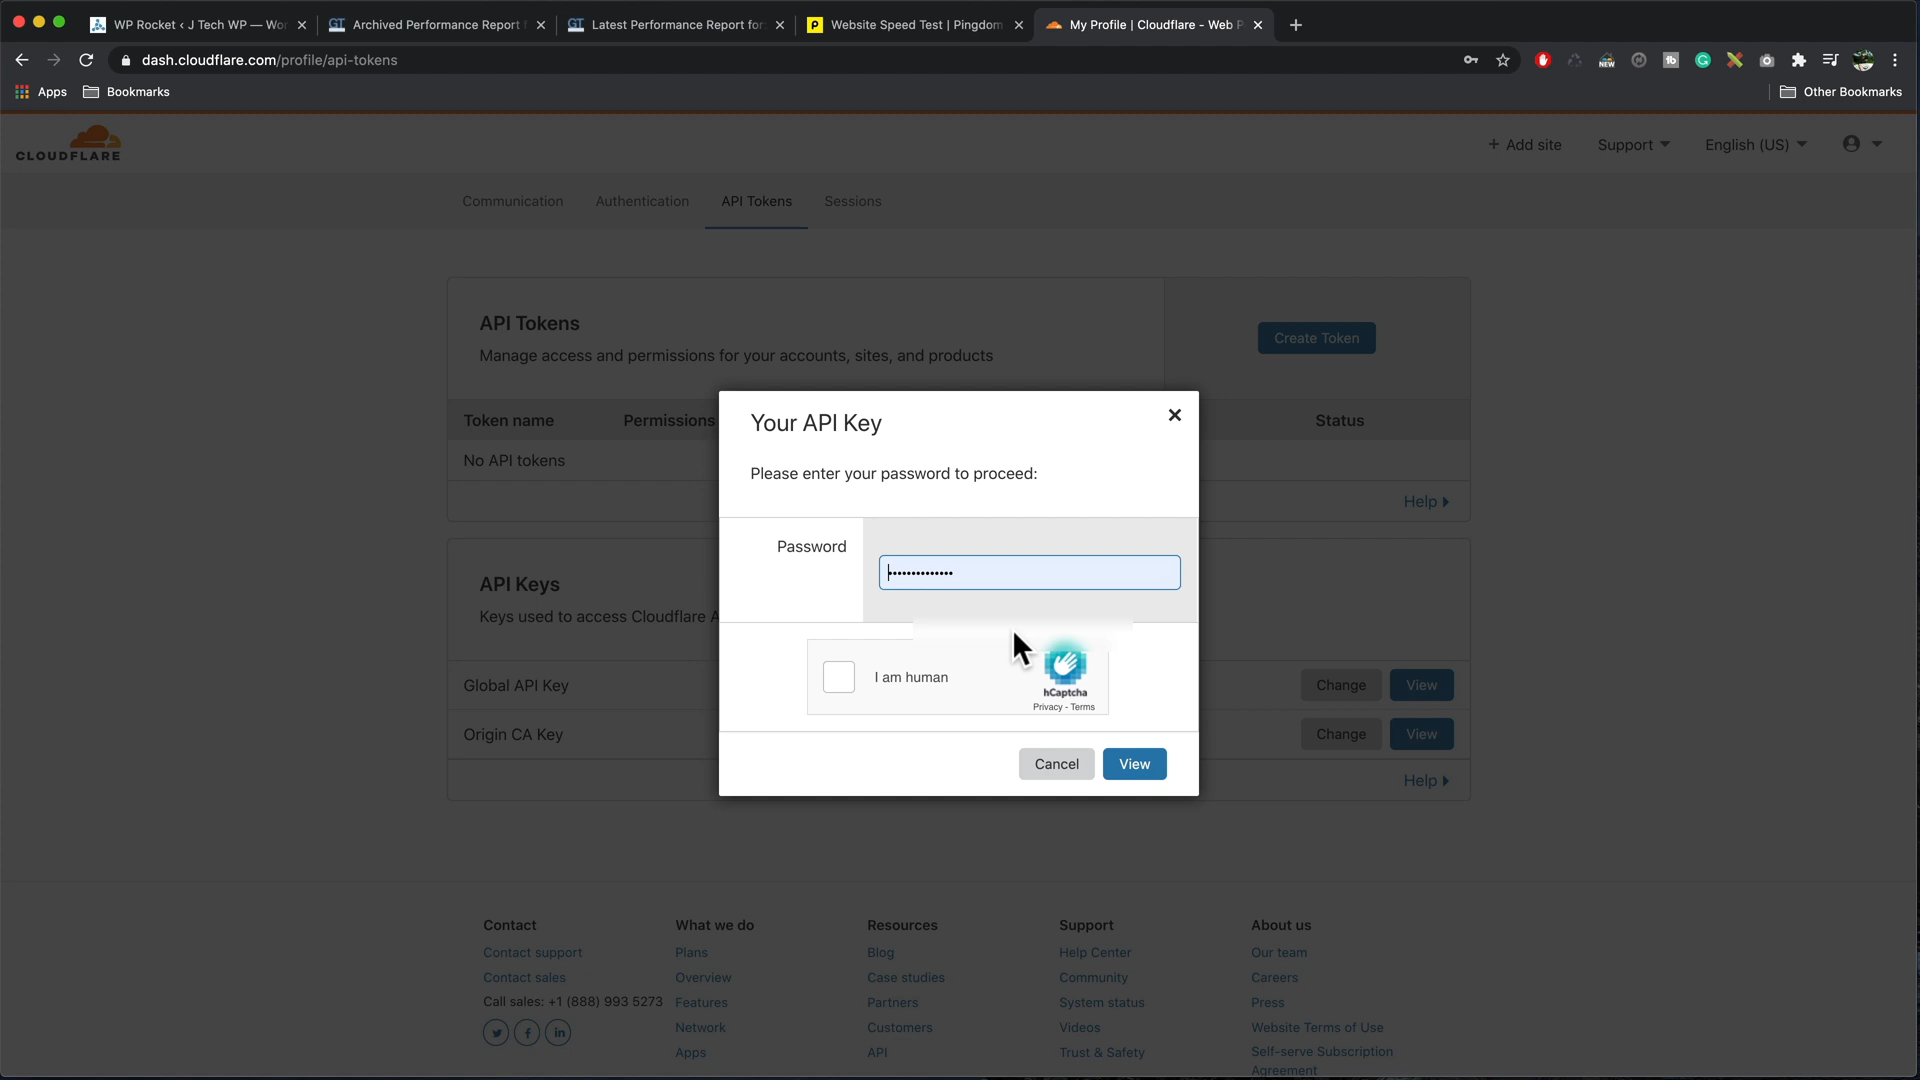 WP Rocket ‹ J Tech WP — Wor
Archived Performance Report f
Latest Performance Report for
Website Speed Test | Pingdom
My Profile | Cloudflare - Web P
dash.cloudflare.com/profile/api-tokens
NEW
Apps
Bookmarks
Other Bookmarks
CLOUDFLARE
+ Add site
Support
English (US)
Communication
Authentication
API Tokens
Sessions
API Tokens
Manage access and permissions for your accounts, sites, and products
Create Token
Token name
Permissions
Status
No API tokens
Help
Your API Key
Please enter your password to proceed:
Password
••••••••••••••
I am human
hCaptcha
Privacy - Terms
Cancel
View
API Keys
Keys used to access Cloudflare A
Global API Key
Change
View
Origin CA Key
Change
View
Help
Contact
Contact support
Contact sales
Call sales: +1 (888) 993 5273
What we do
Plans
Overview
Features
Network
Apps
Resources
Blog
Case studies
Partners
Customers
API
Support
Help Center
Community
System status
Videos
Trust & Safety
About us
Our team
Careers
Press
Website Terms of Use
Self-serve Subscription
Agreement